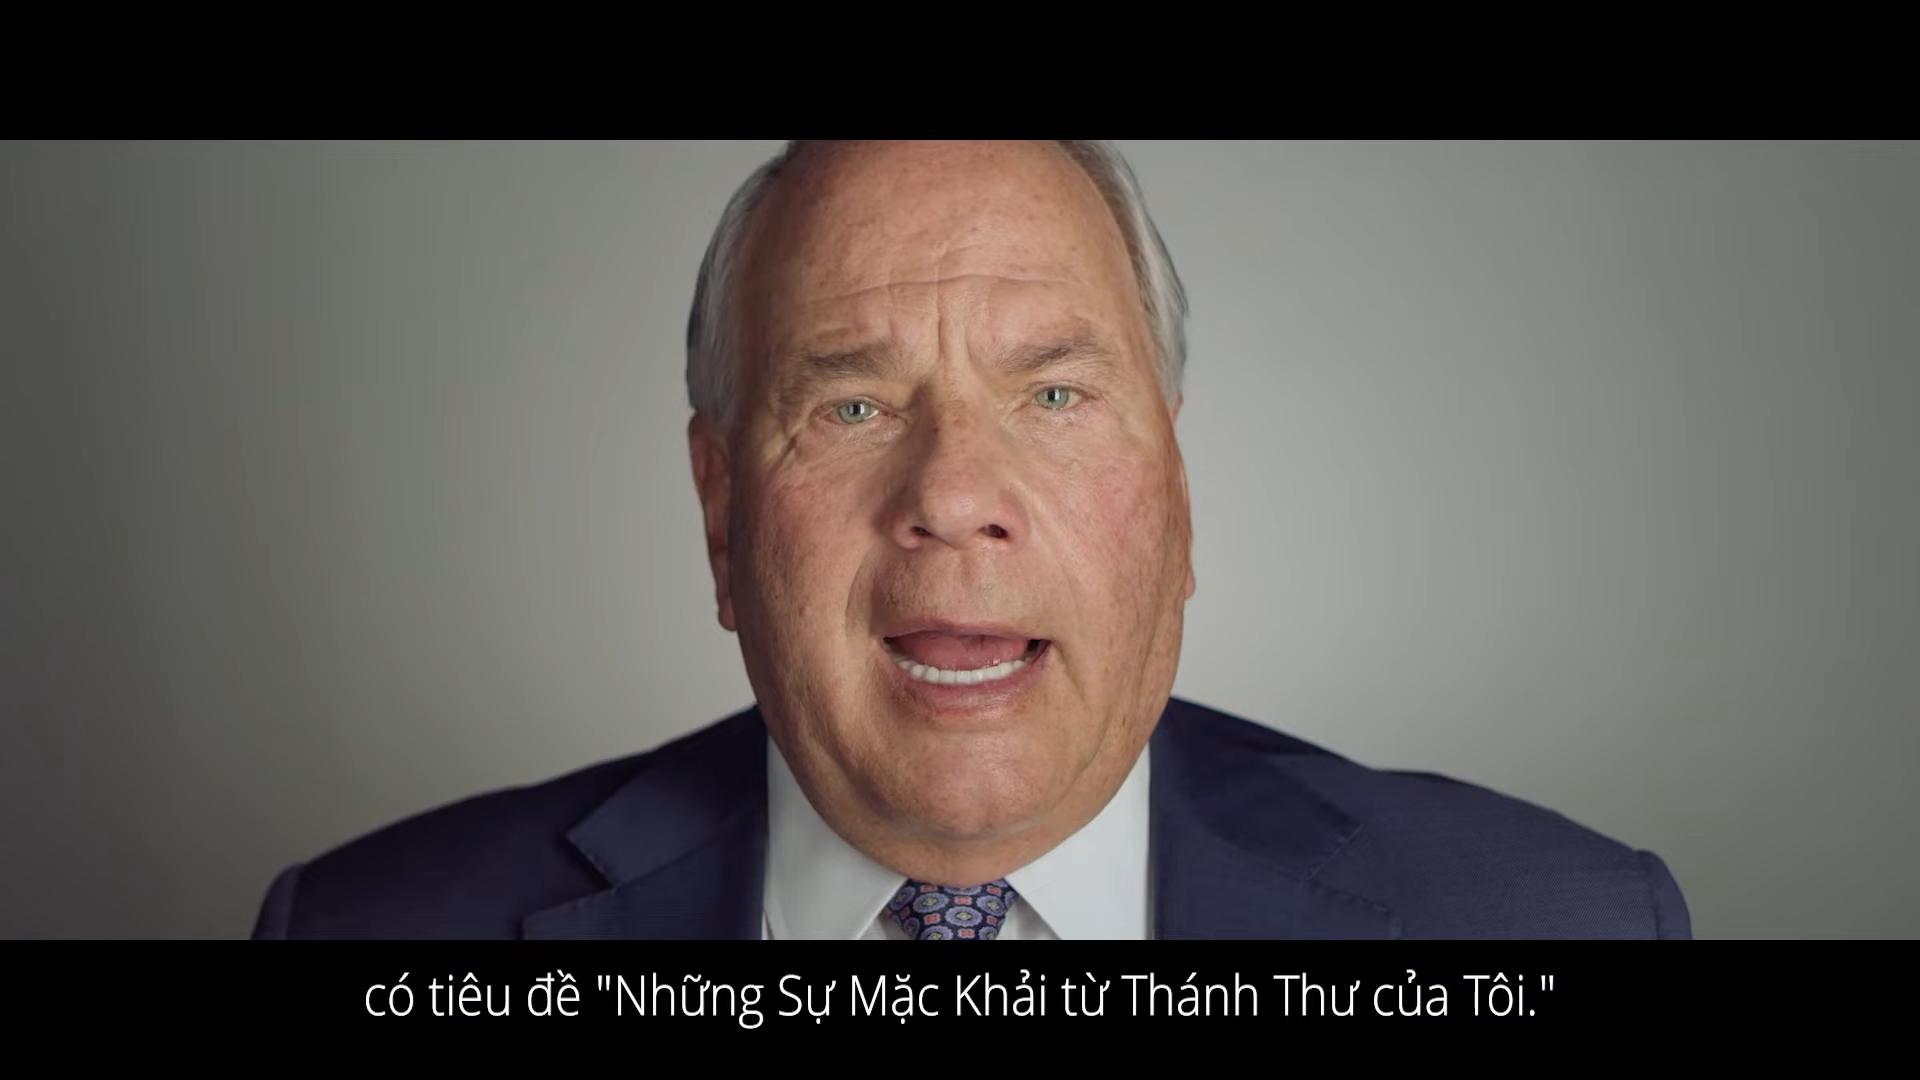 có tiêu đề "Những Sự Mặc Khải từ Thánh Thư của Tôi."